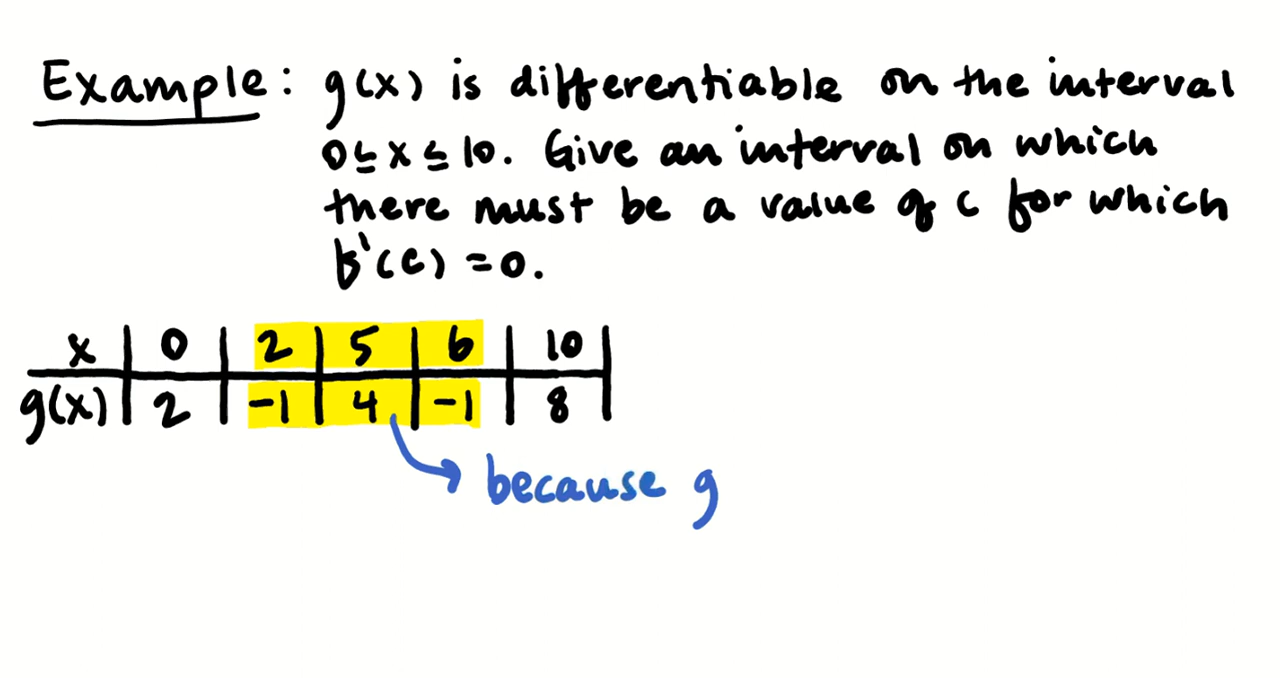 Example: g(x) is differentiable on the interval
0≤x≤10. Give an interval on which
there must be a value of c for which
g'(c) = 0.
x | 0 | 2 | 5 | 6 | 10 |
g(x) | 2 | -1 | 4 | -1 | 8 |
because g